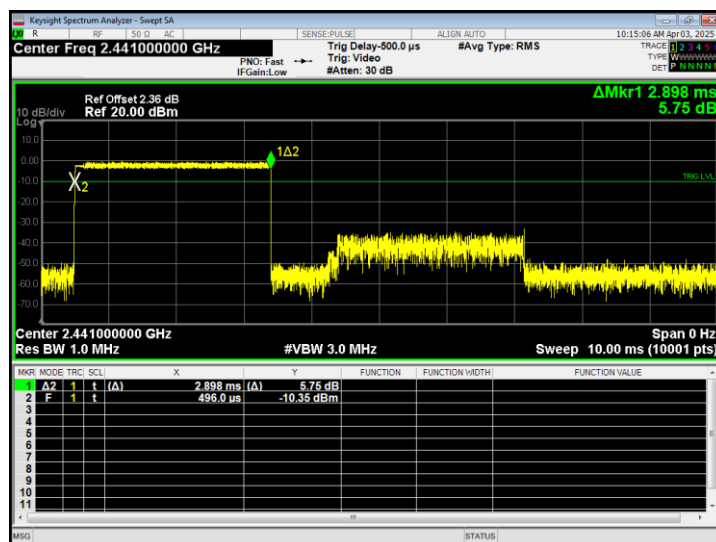 Keysight Spectrum Analyzer - Swept SA
R RF 50 Ω AC SENSE:PULSE ALIGN AUTO 10:15:06 AM Apr 03, 2025
Center Freq 2.441000000 GHz
Trig Delay-500.0 µs #Avg Type: RMS TRACE 1 2 3 4 5
PNO: Fast Trig: Video TYPE
IFGain:Low #Atten: 30 dB DET P N N N N
ΔMkr1 2.898 ms
5.75 dB
Ref Offset 2.36 dB
10 dB/div Ref 20.00 dBm
Log
10.0
1Δ2
0.00
TRIG LVL
-10.0
2
-20.0
-30.0
-40.0
-50.0
-60.0
-70.0
Center 2.441000000 GHz Span 0 Hz
Res BW 1.0 MHz #VBW 3.0 MHz Sweep 10.00 ms (10001 pts)
MKR MODE TRC SCL X Y FUNCTION FUNCTION WIDTH FUNCTION VALUE
1 Δ2 1 t (Δ) 2.898 ms (Δ) 5.75 dB
2 F 1 t 496.0 µs -10.35 dBm
3
4
5
6
7
8
9
10
11
MSG STATUS